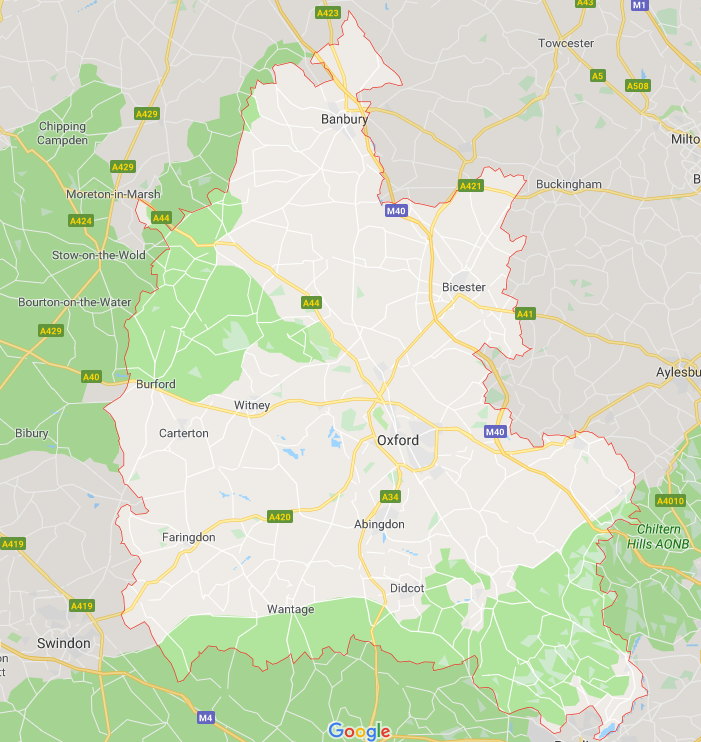 A423
A43
M1
Towcester
A5
A508
A429
Banbury
Chipping
Campden
Milto
A429
B
Moreton-in-Marsh
A421
Buckingham
A424
A44
M40
Stow-on-the-Wold
Bicester
Bourton-on-the-Water
A44
A41
A429
A40
Aylesbu
Burford
Witney
Bibury
Carterton
Oxford
M40
A34
A4010
A420
Abingdon
Faringdon
Chiltern
Hills AONB
A419
Didcot
A419
Wantage
Swindon
M4
Google